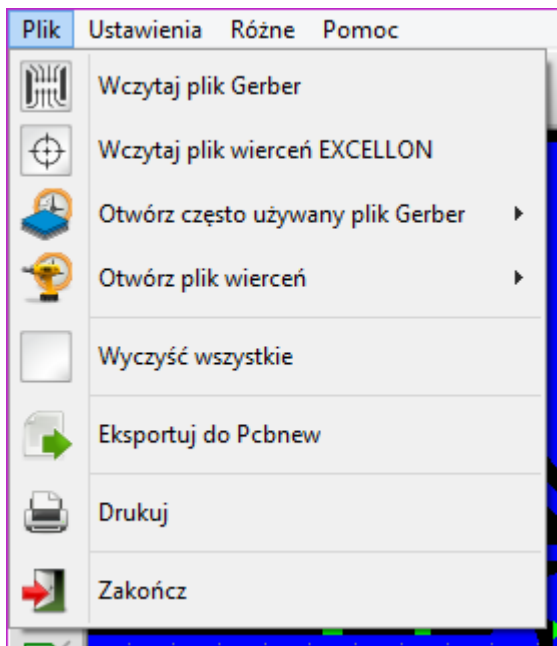 Plik Ustawienia Różne Pomoc
Wczytaj plik Gerber
Wczytaj plik wierceń EXCELLON
Otwórz często używany plik Gerber
Otwórz plik wierceń
Wyczyść wszystkie
Eksportuj do Pcbnew
Drukuj
Zakończ